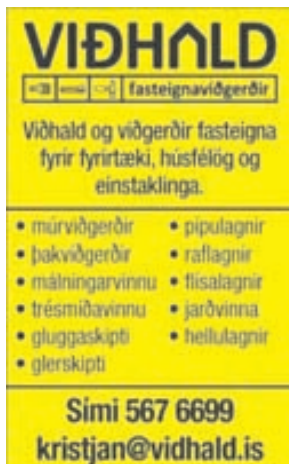 VIÐHALD
fasteignaviðgerðir
Viðhald og viðgerðir fasteigna
fyrir fyrirtæki, húsfélög og
einstaklinga.
• múrviðgerðir
• þakviðgerðir
• málningarvinnu
• trésmíðavinnu
• gluggaskipti
• glerskipti
• pípulagnir
• raflagnir
• flísalagnir
• jarðvinna
• hellulagnir
Sími 567 6699
kristjan@vidhald.is